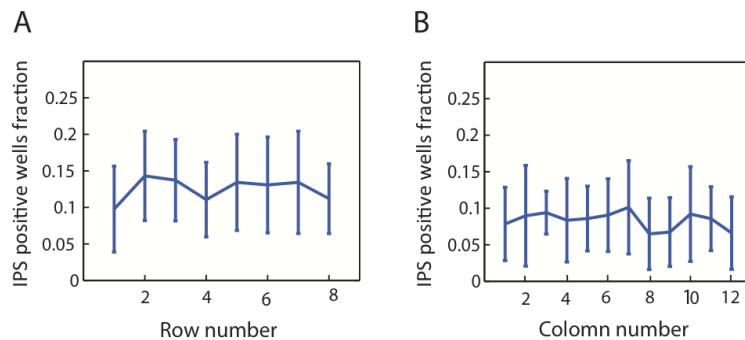 A
IPS positive wells fraction
0.25
0.2
0.15
0.1
0.05
0
2 4 6 8
Row number
B
IPS positive wells fraction
0.25
0.2
0.15
0.1
0.05
0
2 4 6 8 10 12
Colomn number